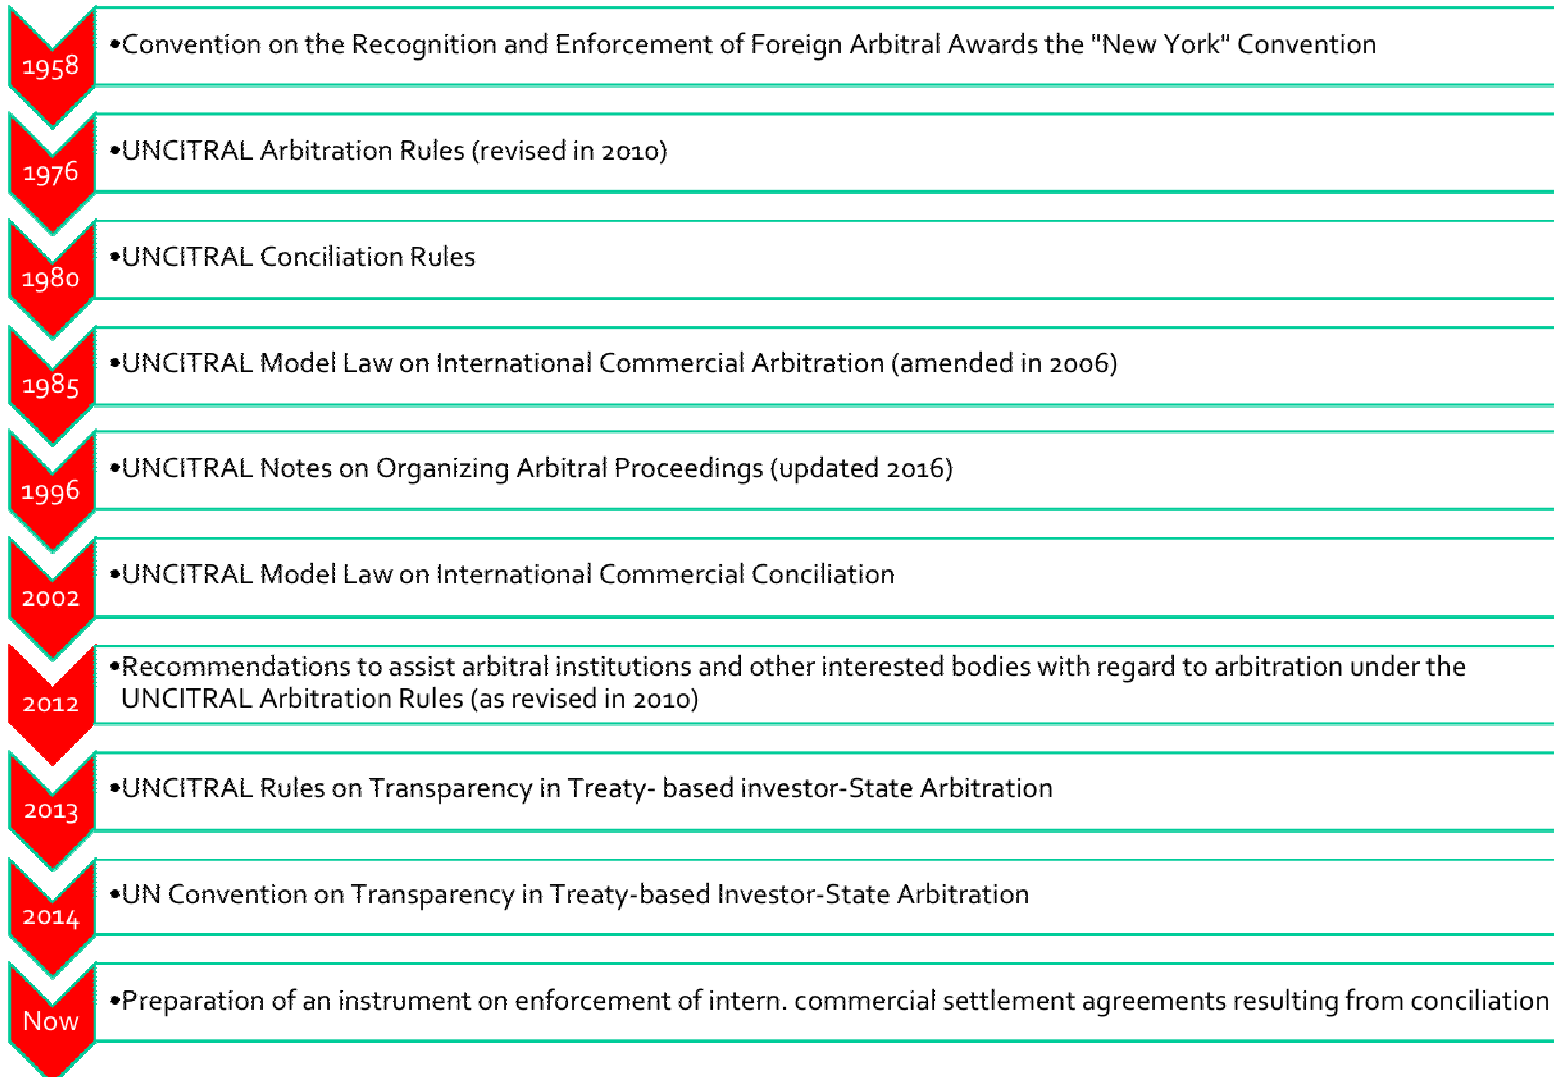 1958
•Convention on the Recognition and Enforcement of Foreign Arbitral Awards the "New York" Convention
1976
•UNCITRAL Arbitration Rules (revised in 2010)
1980
•UNCITRAL Conciliation Rules
1985
•UNCITRAL Model Law on International Commercial Arbitration (amended in 2006)
1996
•UNCITRAL Notes on Organizing Arbitral Proceedings (updated 2016)
2002
•UNCITRAL Model Law on International Commercial Conciliation
2012
•Recommendations to assist arbitral institutions and other interested bodies with regard to arbitration under the
UNCITRAL Arbitration Rules (as revised in 2010)
2013
•UNCITRAL Rules on Transparency in Treaty- based investor-State Arbitration
2014
•UN Convention on Transparency in Treaty-based Investor-State Arbitration
Now
•Preparation of an instrument on enforcement of intern. commercial settlement agreements resulting from conciliation